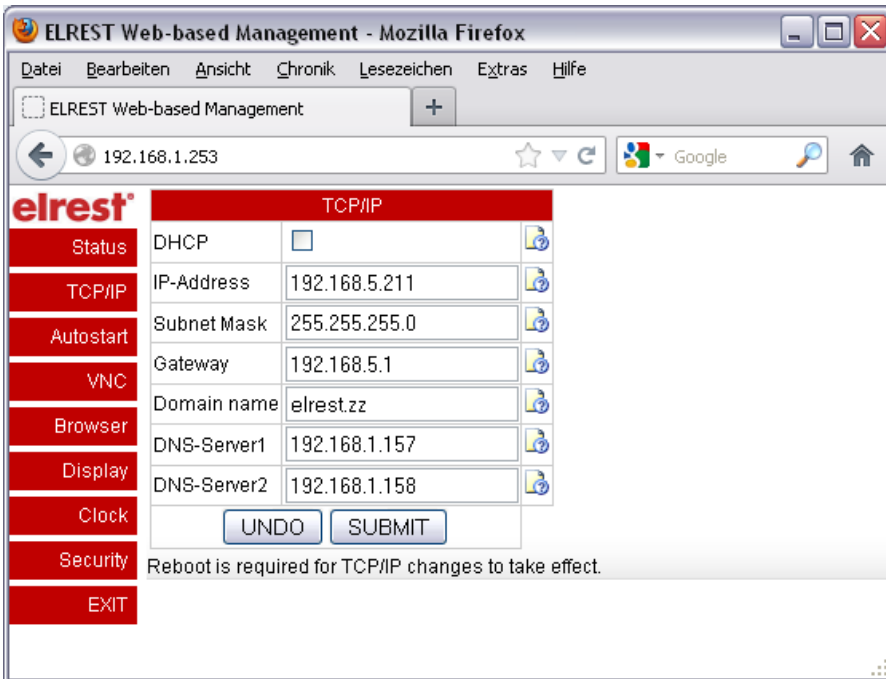 ELREST Web-based Management - Mozilla Firefox
Datei Bearbeiten Ansicht Chronik Lesezeichen Extras Hilfe
ELREST Web-based Management +
192.168.1.253 Google
elrest
TCP/IP
Status
DHCP
TCP/IP
IP-Address 192.168.5.211
Subnet Mask 255.255.255.0
Autostart
Gateway 192.168.5.1
VNC
Domain name elrest.zz
Browser
DNS-Server1 192.168.1.157
Display
DNS-Server2 192.168.1.158
Clock
UNDO SUBMIT
Security
Reboot is required for TCP/IP changes to take effect.
EXIT